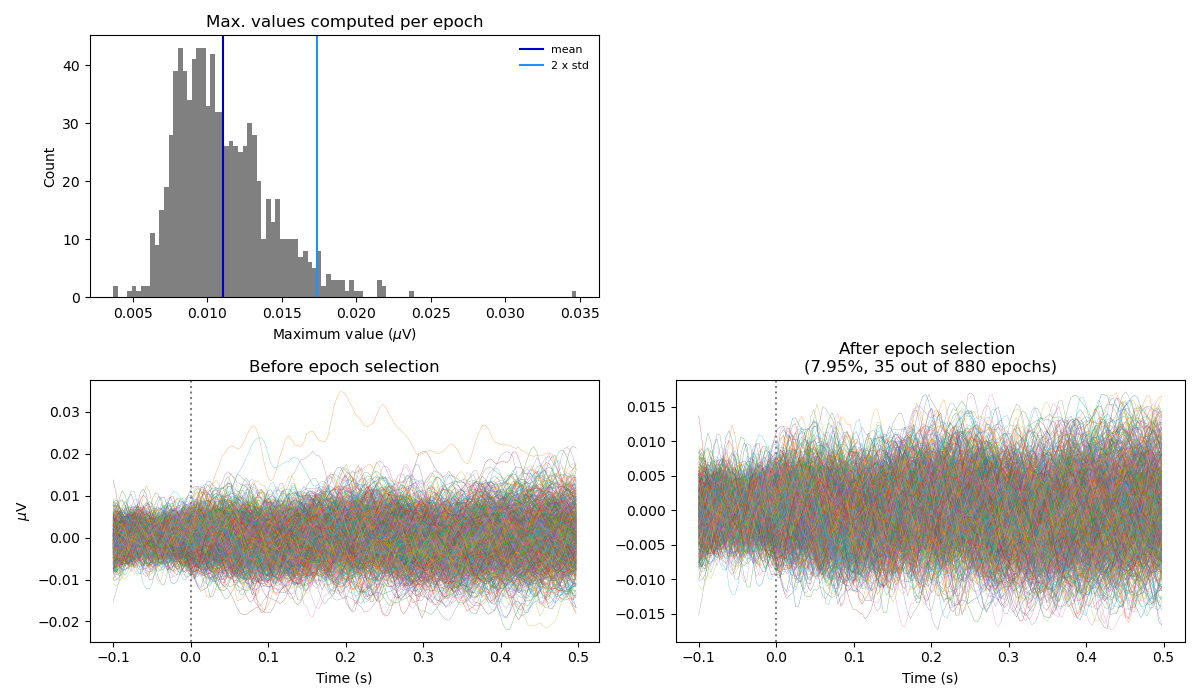 Max. values computed per epoch
mean
2 x std
Count
40
30
20
10
0
0.005 0.010 0.015 0.020 0.025 0.030 0.035
Maximum value (μV)
Before epoch selection
μV
0.03
0.02
0.01
0.00
−0.01
−0.02
−0.1 0.0 0.1 0.2 0.3 0.4 0.5
Time (s)
After epoch selection
(7.95%, 35 out of 880 epochs)
0.015
0.010
0.005
0.000
−0.005
−0.010
−0.015
−0.1 0.0 0.1 0.2 0.3 0.4 0.5
Time (s)